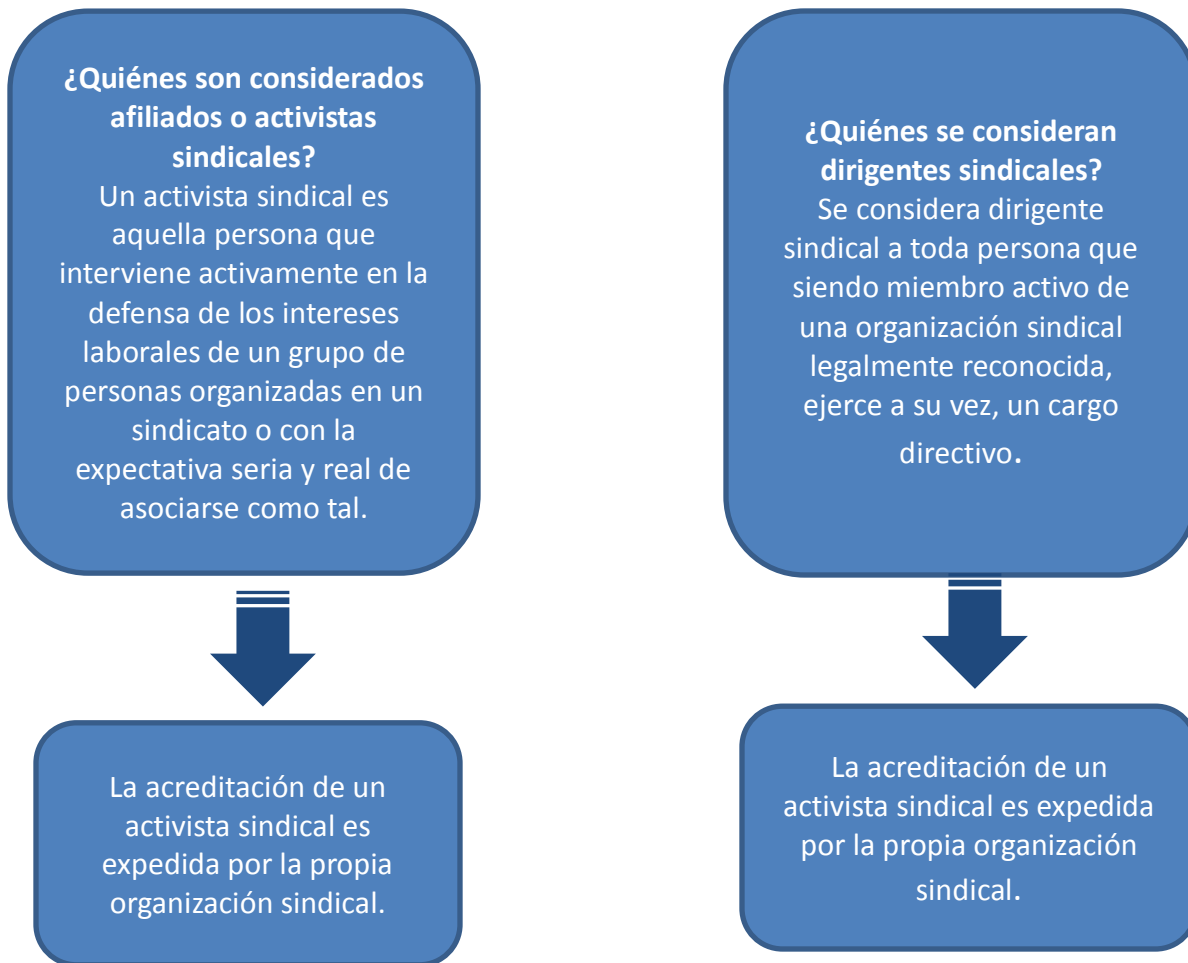 ¿Quiénes son considerados
afiliados o activistas
sindicales?
Un activista sindical es
aquella persona que
interviene activamente en la
defensa de los intereses
laborales de un grupo de
personas organizadas en un
sindicato o con la
expectativa seria y real de
asociarse como tal.
La acreditación de un
activista sindical es
expedida por la propia
organización sindical.
¿Quiénes se consideran
dirigentes sindicales?
Se considera dirigente
sindical a toda persona que
siendo miembro activo de
una organización sindical
legalmente reconocida,
ejerce a su vez, un cargo
directivo.
La acreditación de un
activista sindical es expedida
por la propia organización
sindical.